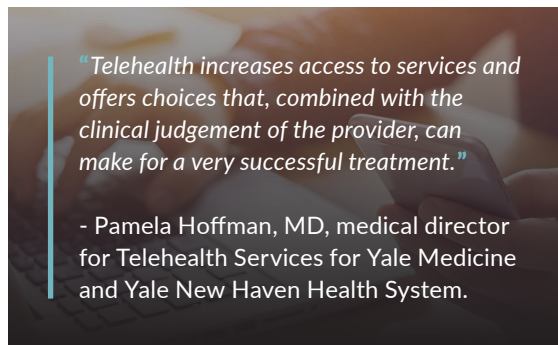 “Telehealth increases access to services and
offers choices that, combined with the
clinical judgement of the provider, can
make for a very successful treatment.”
- Pamela Hoffman, MD, medical director
for Telehealth Services for Yale Medicine
and Yale New Haven Health System.